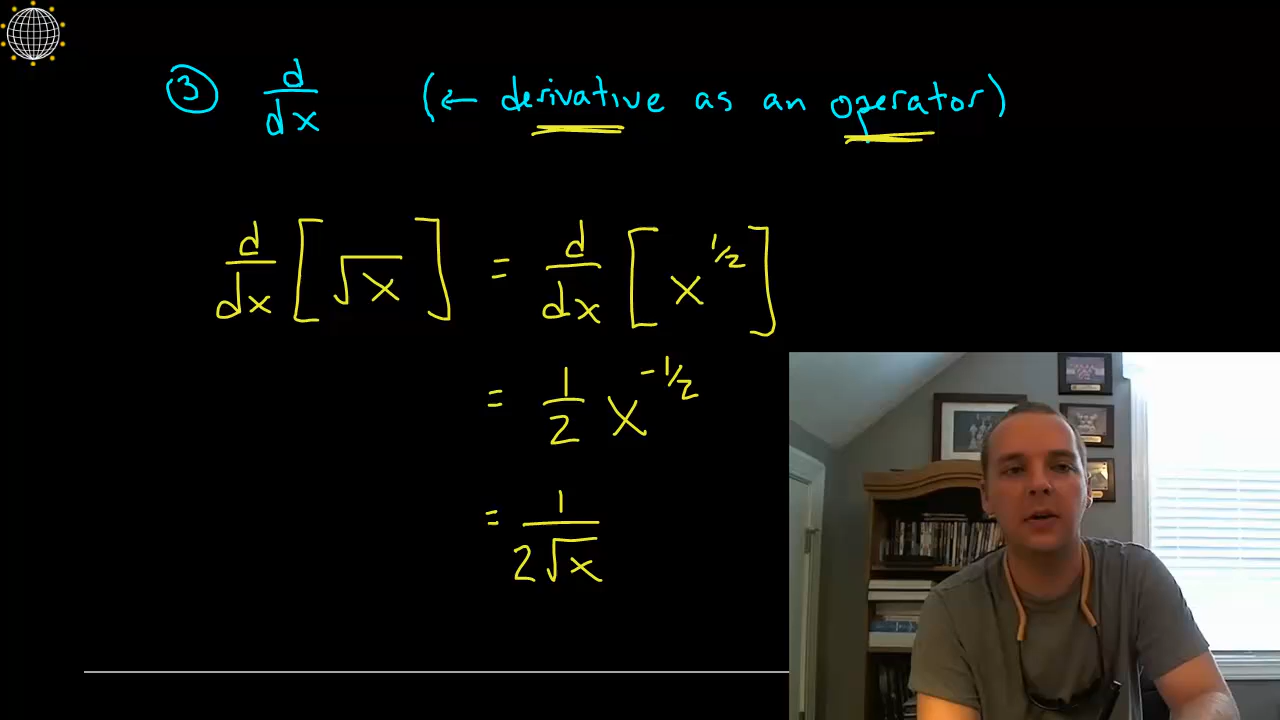 ③ d/dx (← derivative as an operator)
d/dx [√x] = d/dx [x^1/2]
= 1/2 x^-1/2
= 1/(2√x)